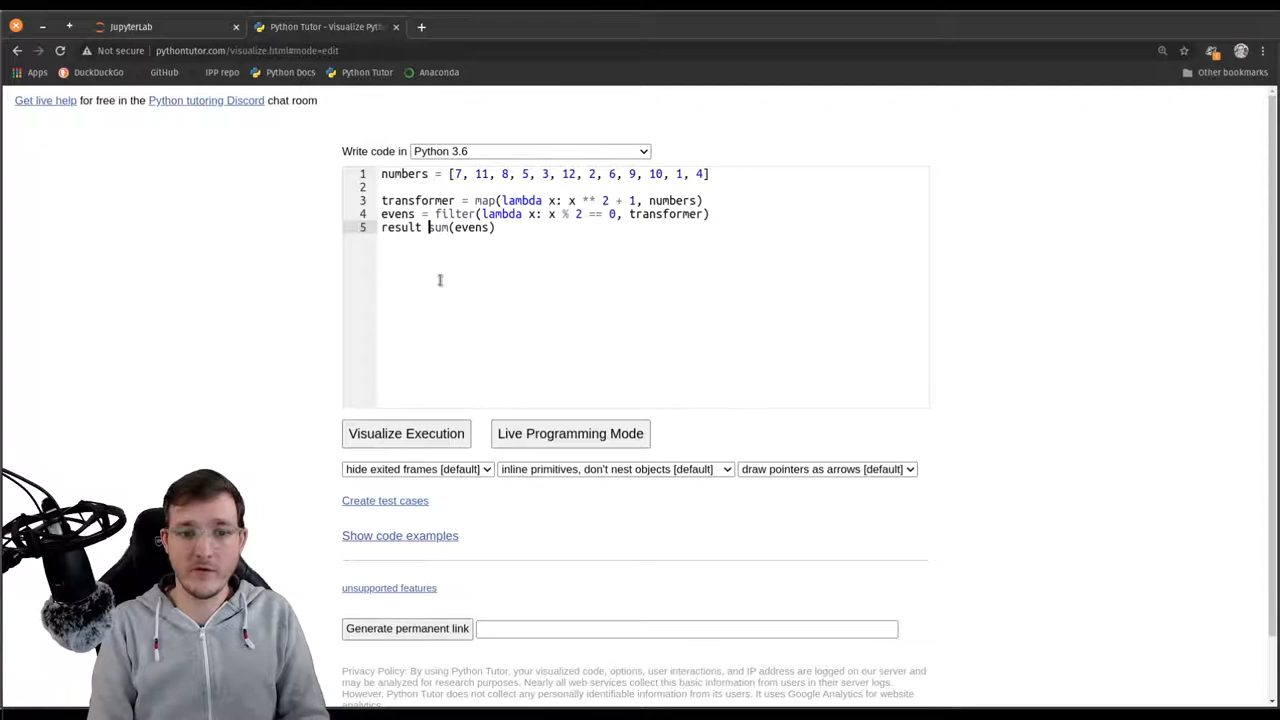 JupyterLab
Python Tutor - Visualize Pyth
Not secure pythontutor.com/visualize.html#mode=edit
Apps DuckDuckGo GitHub IPP repo Python Docs Python Tutor Anaconda Other bookmarks
Get live help for free in the Python tutoring Discord chat room
Write code in Python 3.6
1 numbers = [7, 11, 8, 5, 3, 12, 2, 6, 9, 10, 1, 4]
2
3 transformer = map(lambda x: x ** 2 + 1, numbers)
4 evens = filter(lambda x: x % 2 == 0, transformer)
5 result sum(evens)
Visualize Execution Live Programming Mode
hide exited frames [default] inline primitives, don't nest objects [default] draw pointers as arrows [default]
Create test cases
Show code examples
unsupported features
Generate permanent link
Privacy Policy: By using Python Tutor, your visualized code, options, user interactions, and IP address are logged on our server and
may be analyzed for research purposes. Nearly all web services collect this basic information from users in their server logs.
However, Python Tutor does not collect any personally identifiable information from its users. It uses Google Analytics for website
analytics.